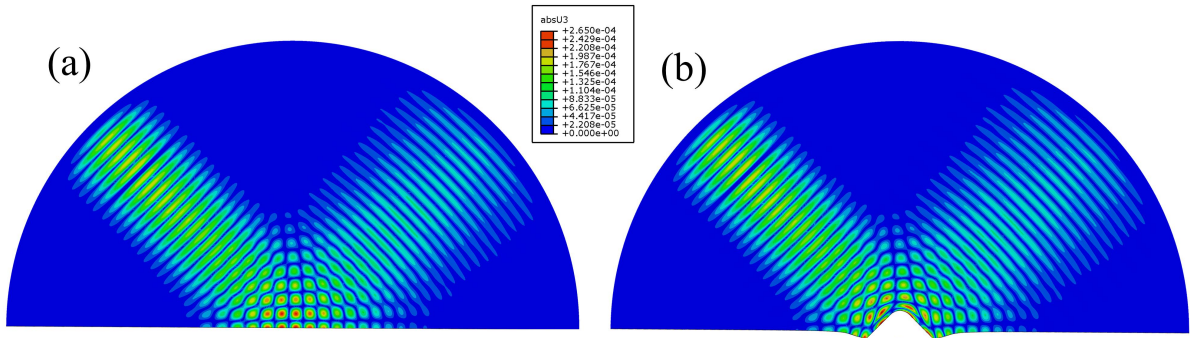 (a)
absU3
+2.650e-04
+2.429e-04
+2.208e-04
+1.987e-04
+1.767e-04
+1.546e-04
+1.325e-04
+1.104e-04
+8.833e-05
+6.625e-05
+4.417e-05
+2.208e-05
+0.000e+00
(b)